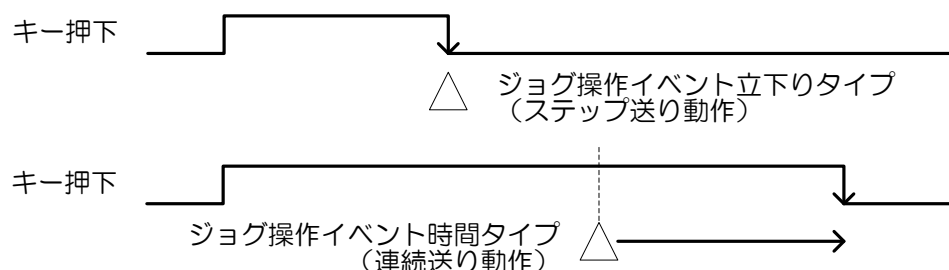 キー押下
ジョグ操作イベント立下りタイプ
（ステップ送り動作）
キー押下
ジョグ操作イベント時間タイプ
（連続送り動作）